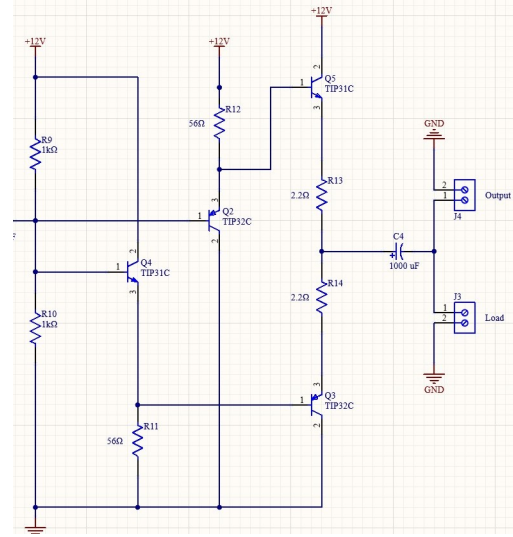 +12V
+12V
+12V
R9
1kΩ
R12
56Ω
2
1
Q5
TIP31C
3
GND
R13
2.2Ω
2
1
J4
Output
3
1
Q2
TIP32C
2
C4
+
1000 uF
2
1
Q4
TIP31C
3
R14
2.2Ω
J3
1
2
Load
R10
1kΩ
GND
3
1
Q3
TIP32C
2
R11
56Ω